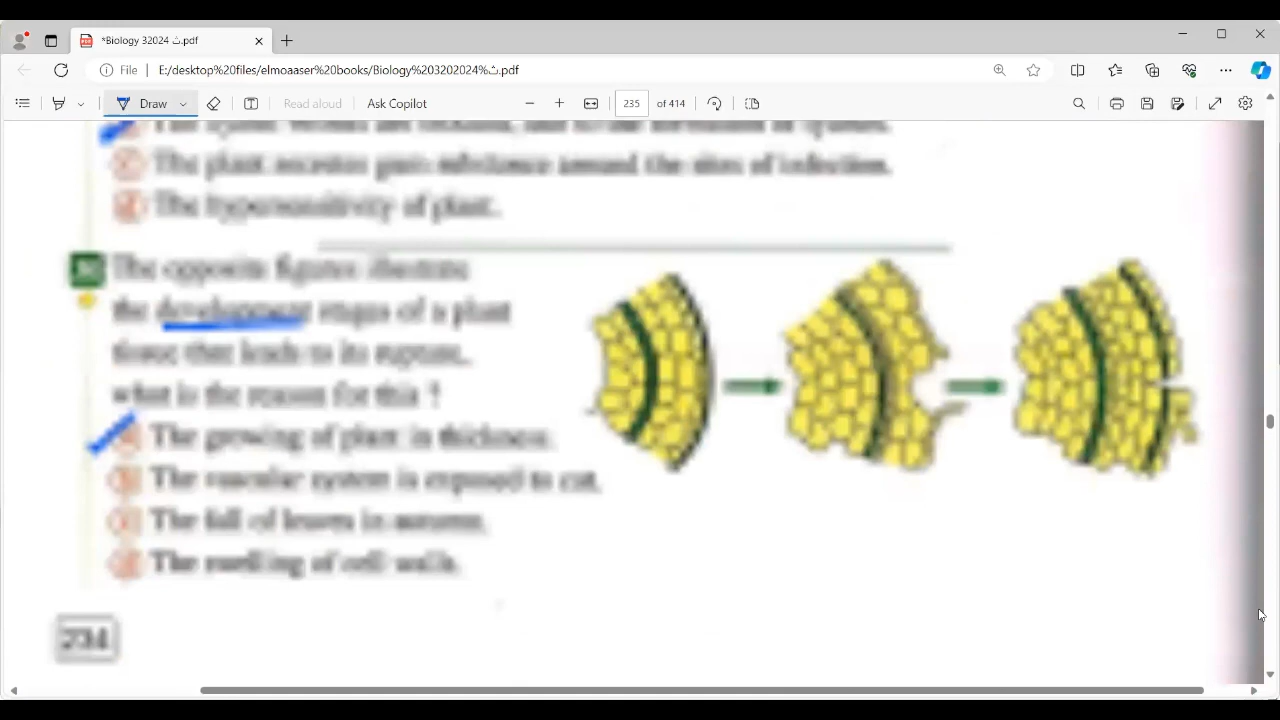 *Biology 32024 ث.pdf
File E:/desktop%20files/elmoaaser%20books/Biology%203202024%ث.pdf
Draw Read aloud Ask Copilot 235 of 414
The plant secretes gum substance around the sites of infection.
The hypersensitivity of plant.
The opposite figures illustrate
the development stages of a plant
tissue that leads to its rupture,
what is the reason for this ?
a The growing of plant in thickness.
b The vascular system is exposed to cut.
c The fall of leaves in autumn.
d The swelling of cell walls.
234